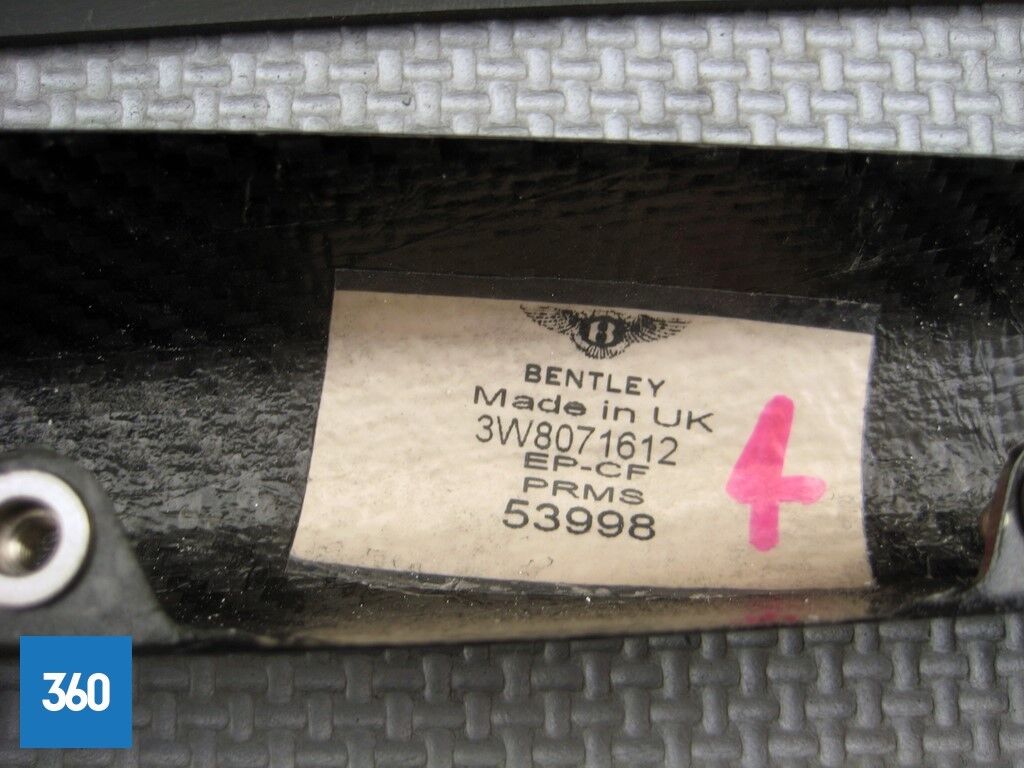 B
BENTLEY
Made in UK
3W8071612
EP-CF
PRMS
53998
4
360